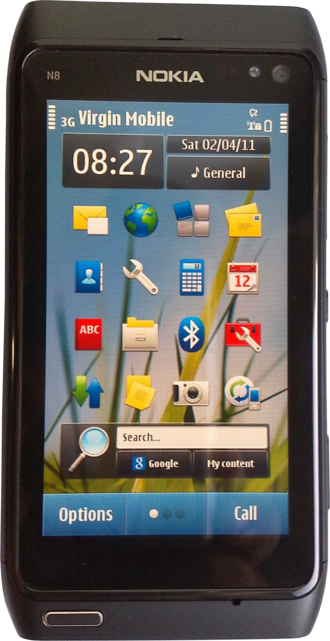 N8
NOKIA
3G Virgin Mobile
08:27
Sat 02/04/11
General
12
ABC
Search...
8 Google
My content
Options
Call